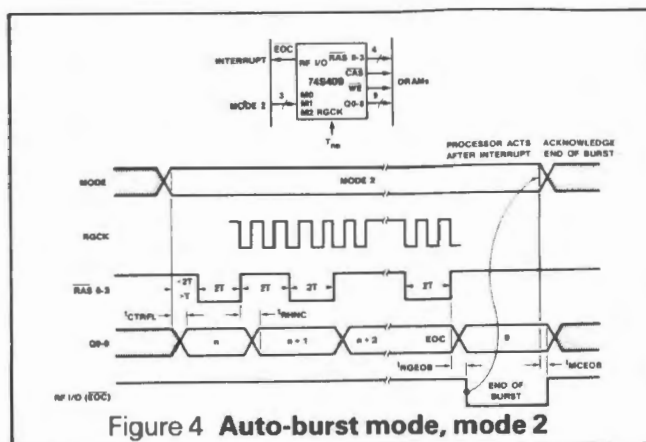 EOC
4
INTERRUPT
RF I/O
RAS 0-3
74S409
CAS
DRAMs
WE
MODE 2
3
M0
9
M1
Q0-8
M2 RGCK
PROCESSOR ACTS
AFTER INTERRUPT
ACKNOWLEDGE
END OF BURST
MODE
MODE 2
RGCK
RAS 0-3
<2T
>T
2T
2T
2T
2T
2T
tCTRFL
tRHNC
Q0-8
n
n + 1
n + 2
EOC
0
tRGEOB
tMCEOB
RF I/O (EOC)
END OF
BURST
Figure 4 Auto-burst mode, mode 2